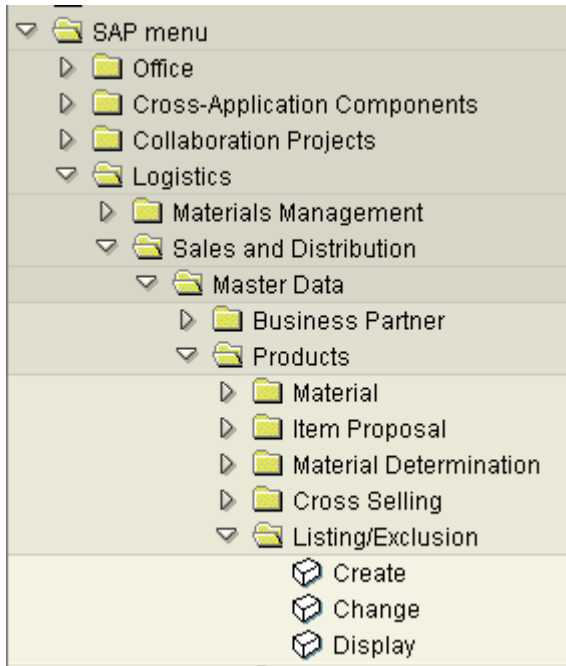 SAP menu
Office
Cross-Application Components
Collaboration Projects
Logistics
Materials Management
Sales and Distribution
Master Data
Business Partner
Products
Material
Item Proposal
Material Determination
Cross Selling
Listing/Exclusion
Create
Change
Display